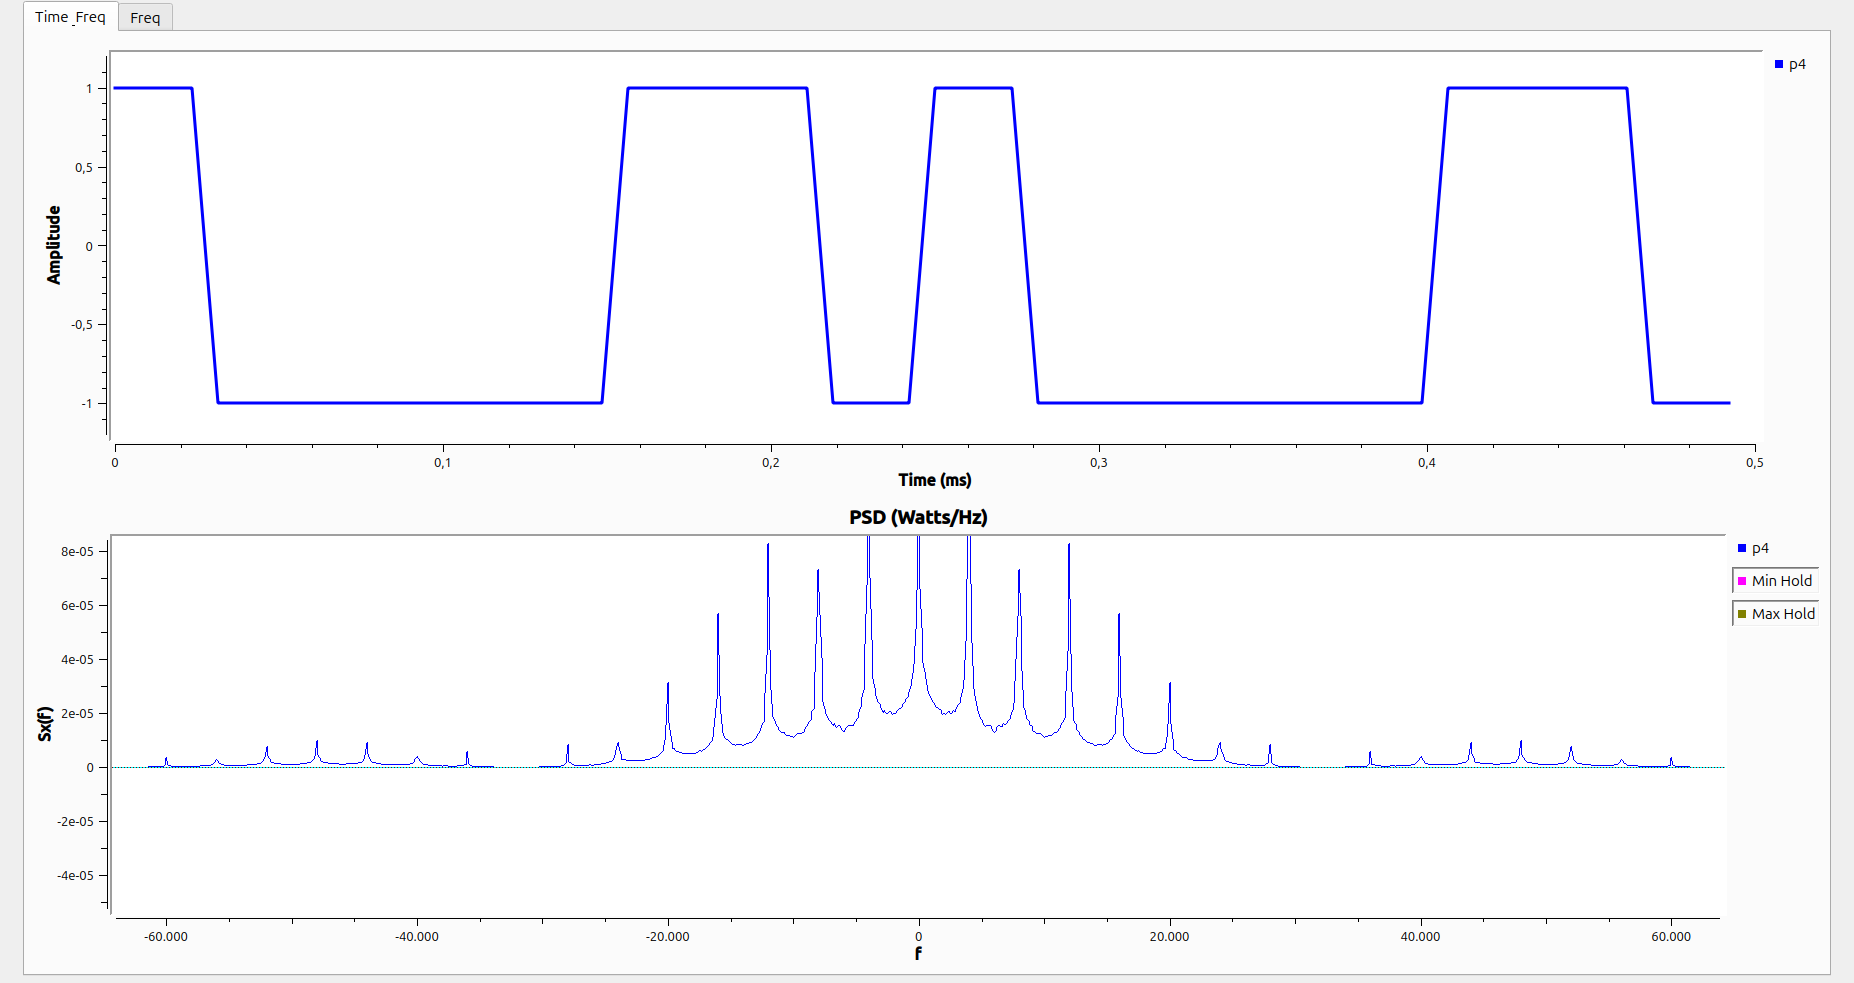 Time_Freq
Freq
p4
1
0,5
0
-0,5
-1
Amplitude
0 0,1 0,2 0,3 0,4 0,5
Time (ms)
PSD (Watts/Hz)
p4
Min Hold
Max Hold
8e-05
6e-05
4e-05
2e-05
0
-2e-05
-4e-05
Sx(f)
-60.000 -40.000 -20.000 0 20.000 40.000 60.000
f